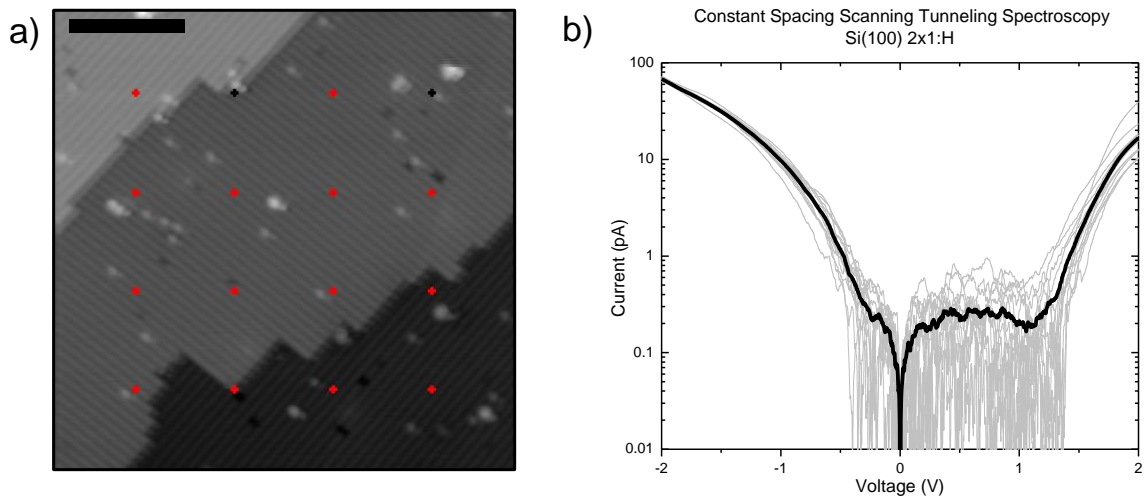 a)
b)
Constant Spacing Scanning Tunneling Spectroscopy
Si(100) 2x1:H
100
10
1
0.1
0.01
Current (pA)
-2 -1 0 1 2
Voltage (V)